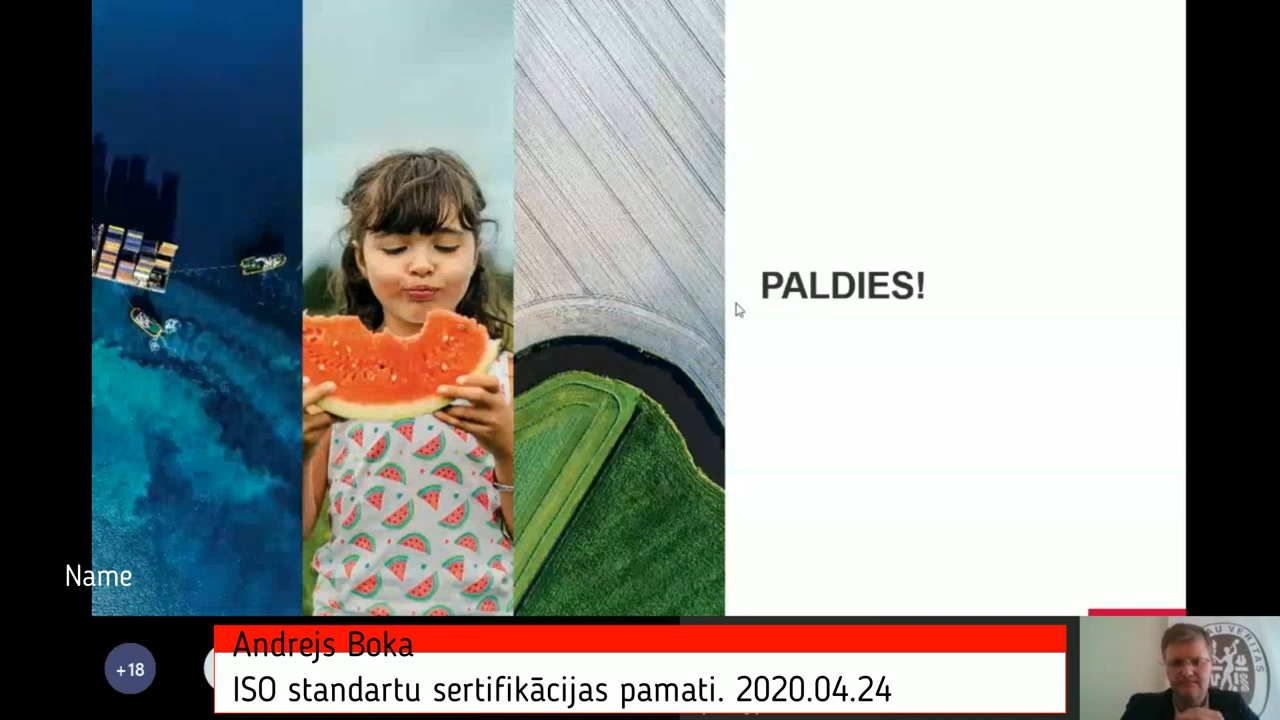 PALDIES!
Name
+18
Andrejs Boka
ISO standartu sertifikācijas pamati. 2020.04.24